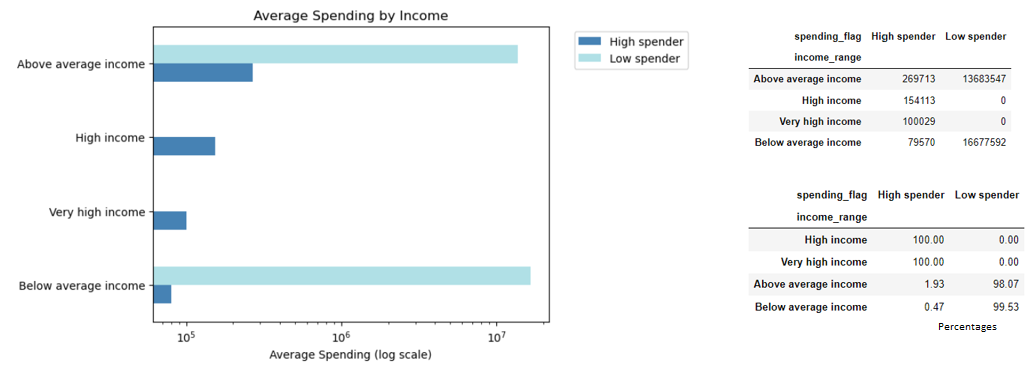 Average Spending by Income
High spender
Low spender
Above average income
High income
Very high income
Below average income
10^5 10^6 10^7
Average Spending (log scale)
spending_flag High spender Low spender
income_range
Above average income 269713 13683547
High income 154113 0
Very high income 100029 0
Below average income 79570 16677592
spending_flag High spender Low spender
income_range
High income 100.00 0.00
Very high income 100.00 0.00
Above average income 1.93 98.07
Below average income 0.47 99.53
Percentages